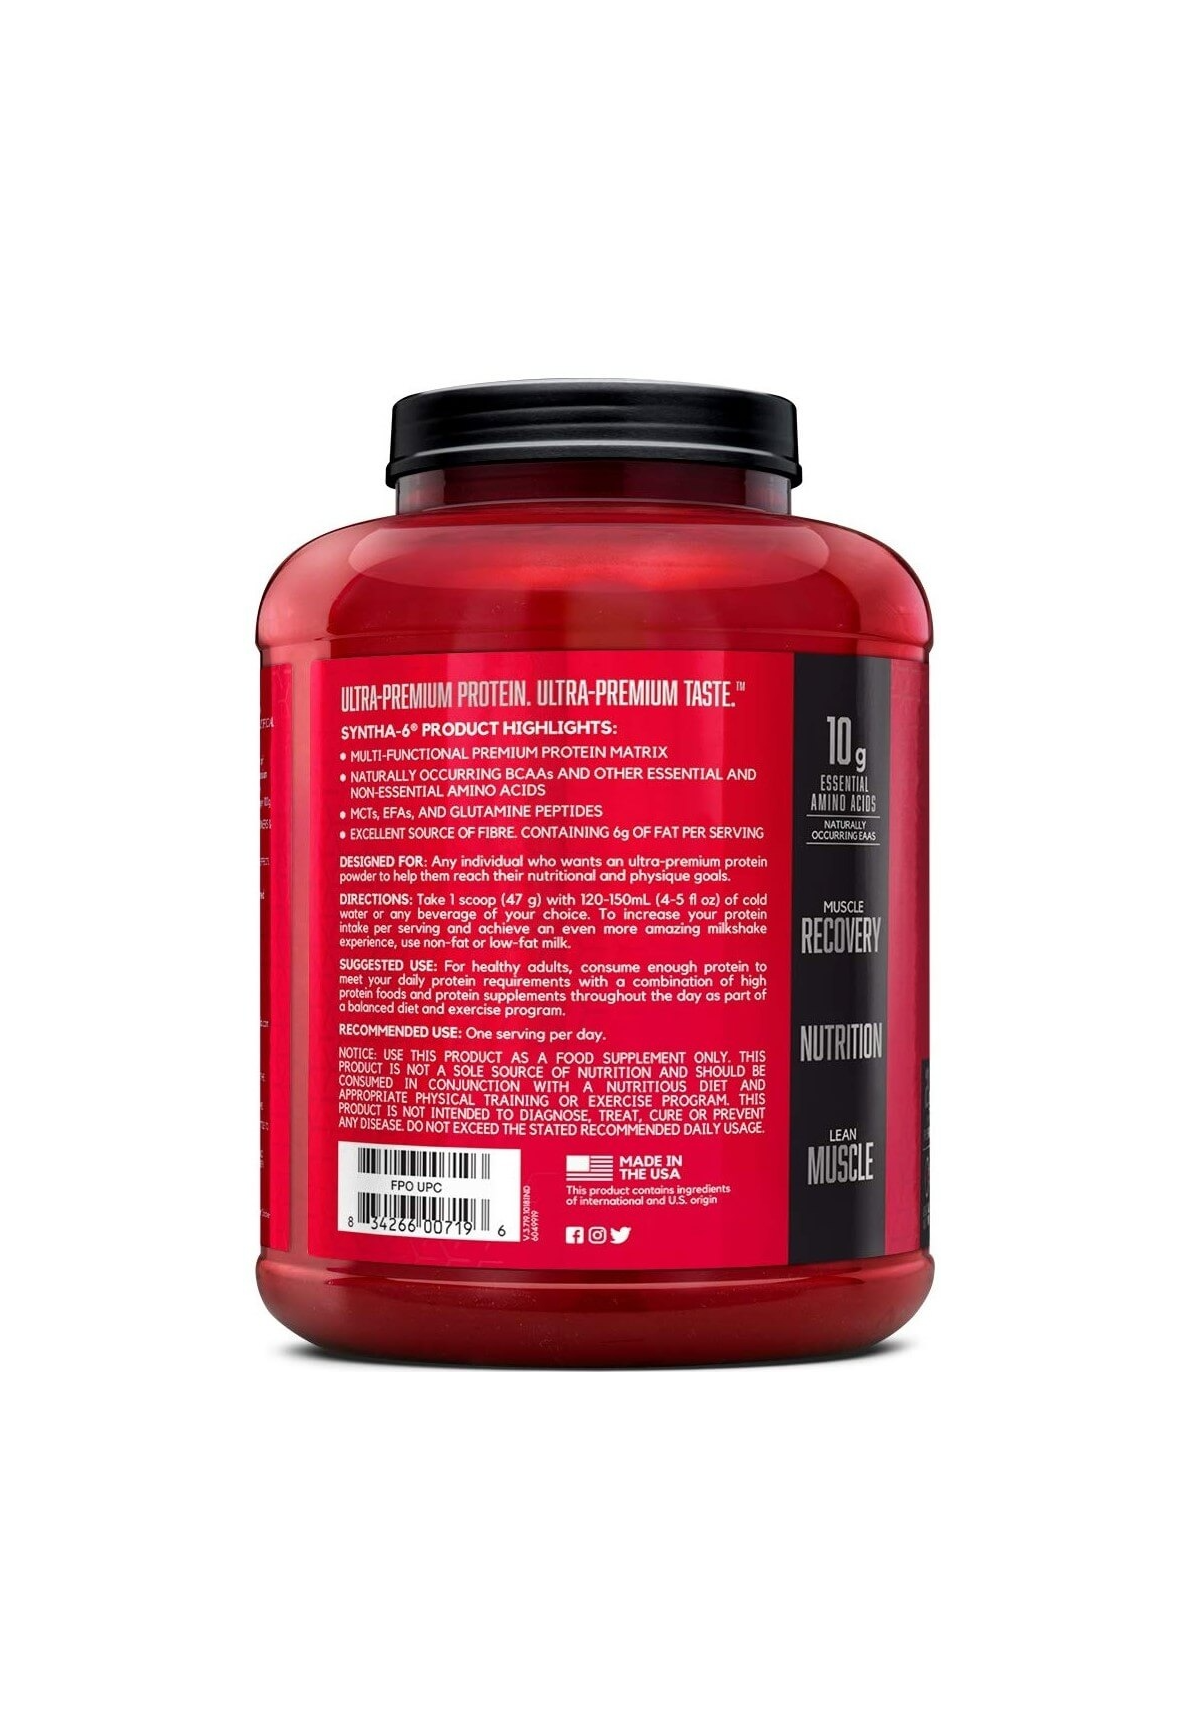 ULTRA-PREMIUM PROTEIN. ULTRA-PREMIUM TASTE.™
SYNTHA-6® PRODUCT HIGHLIGHTS:
• MULTI-FUNCTIONAL PREMIUM PROTEIN MATRIX
• NATURALLY OCCURRING BCAAs AND OTHER ESSENTIAL AND
NON-ESSENTIAL AMINO ACIDS
• MCTs, EFAs, AND GLUTAMINE PEPTIDES
• EXCELLENT SOURCE OF FIBRE. CONTAINING 6g OF FAT PER SERVING
DESIGNED FOR: Any individual who wants an ultra-premium protein
powder to help them reach their nutritional and physique goals.
DIRECTIONS: Take 1 scoop (47 g) with 120-150mL (4-5 fl oz) of cold
water or any beverage of your choice. To increase your protein
intake per serving and achieve an even more amazing milkshake
experience, use non-fat or low-fat milk.
SUGGESTED USE: For healthy adults, consume enough protein to
meet your daily protein requirements with a combination of high
protein foods and protein supplements throughout the day as part of
a balanced diet and exercise program.
RECOMMENDED USE: One serving per day.
NOTICE: USE THIS PRODUCT AS A FOOD SUPPLEMENT ONLY. THIS
PRODUCT IS NOT A SOLE SOURCE OF NUTRITION AND SHOULD BE
CONSUMED IN CONJUNCTION WITH A NUTRITIOUS DIET AND
APPROPRIATE PHYSICAL TRAINING OR EXERCISE PROGRAM. THIS
PRODUCT IS NOT INTENDED TO DIAGNOSE, TREAT, CURE OR PREVENT
ANY DISEASE. DO NOT EXCEED THE STATED RECOMMENDED DAILY USAGE.
FPO UPC
8 34266 00719 6
V.3.719.1018IND
6049919
MADE IN
THE USA
This product contains ingredients
of international and U.S. origin
10 g
ESSENTIAL
AMINO ACIDS
NATURALLY
OCCURRING EAAS
MUSCLE
RECOVERY
NUTRITION
LEAN
MUSCLE